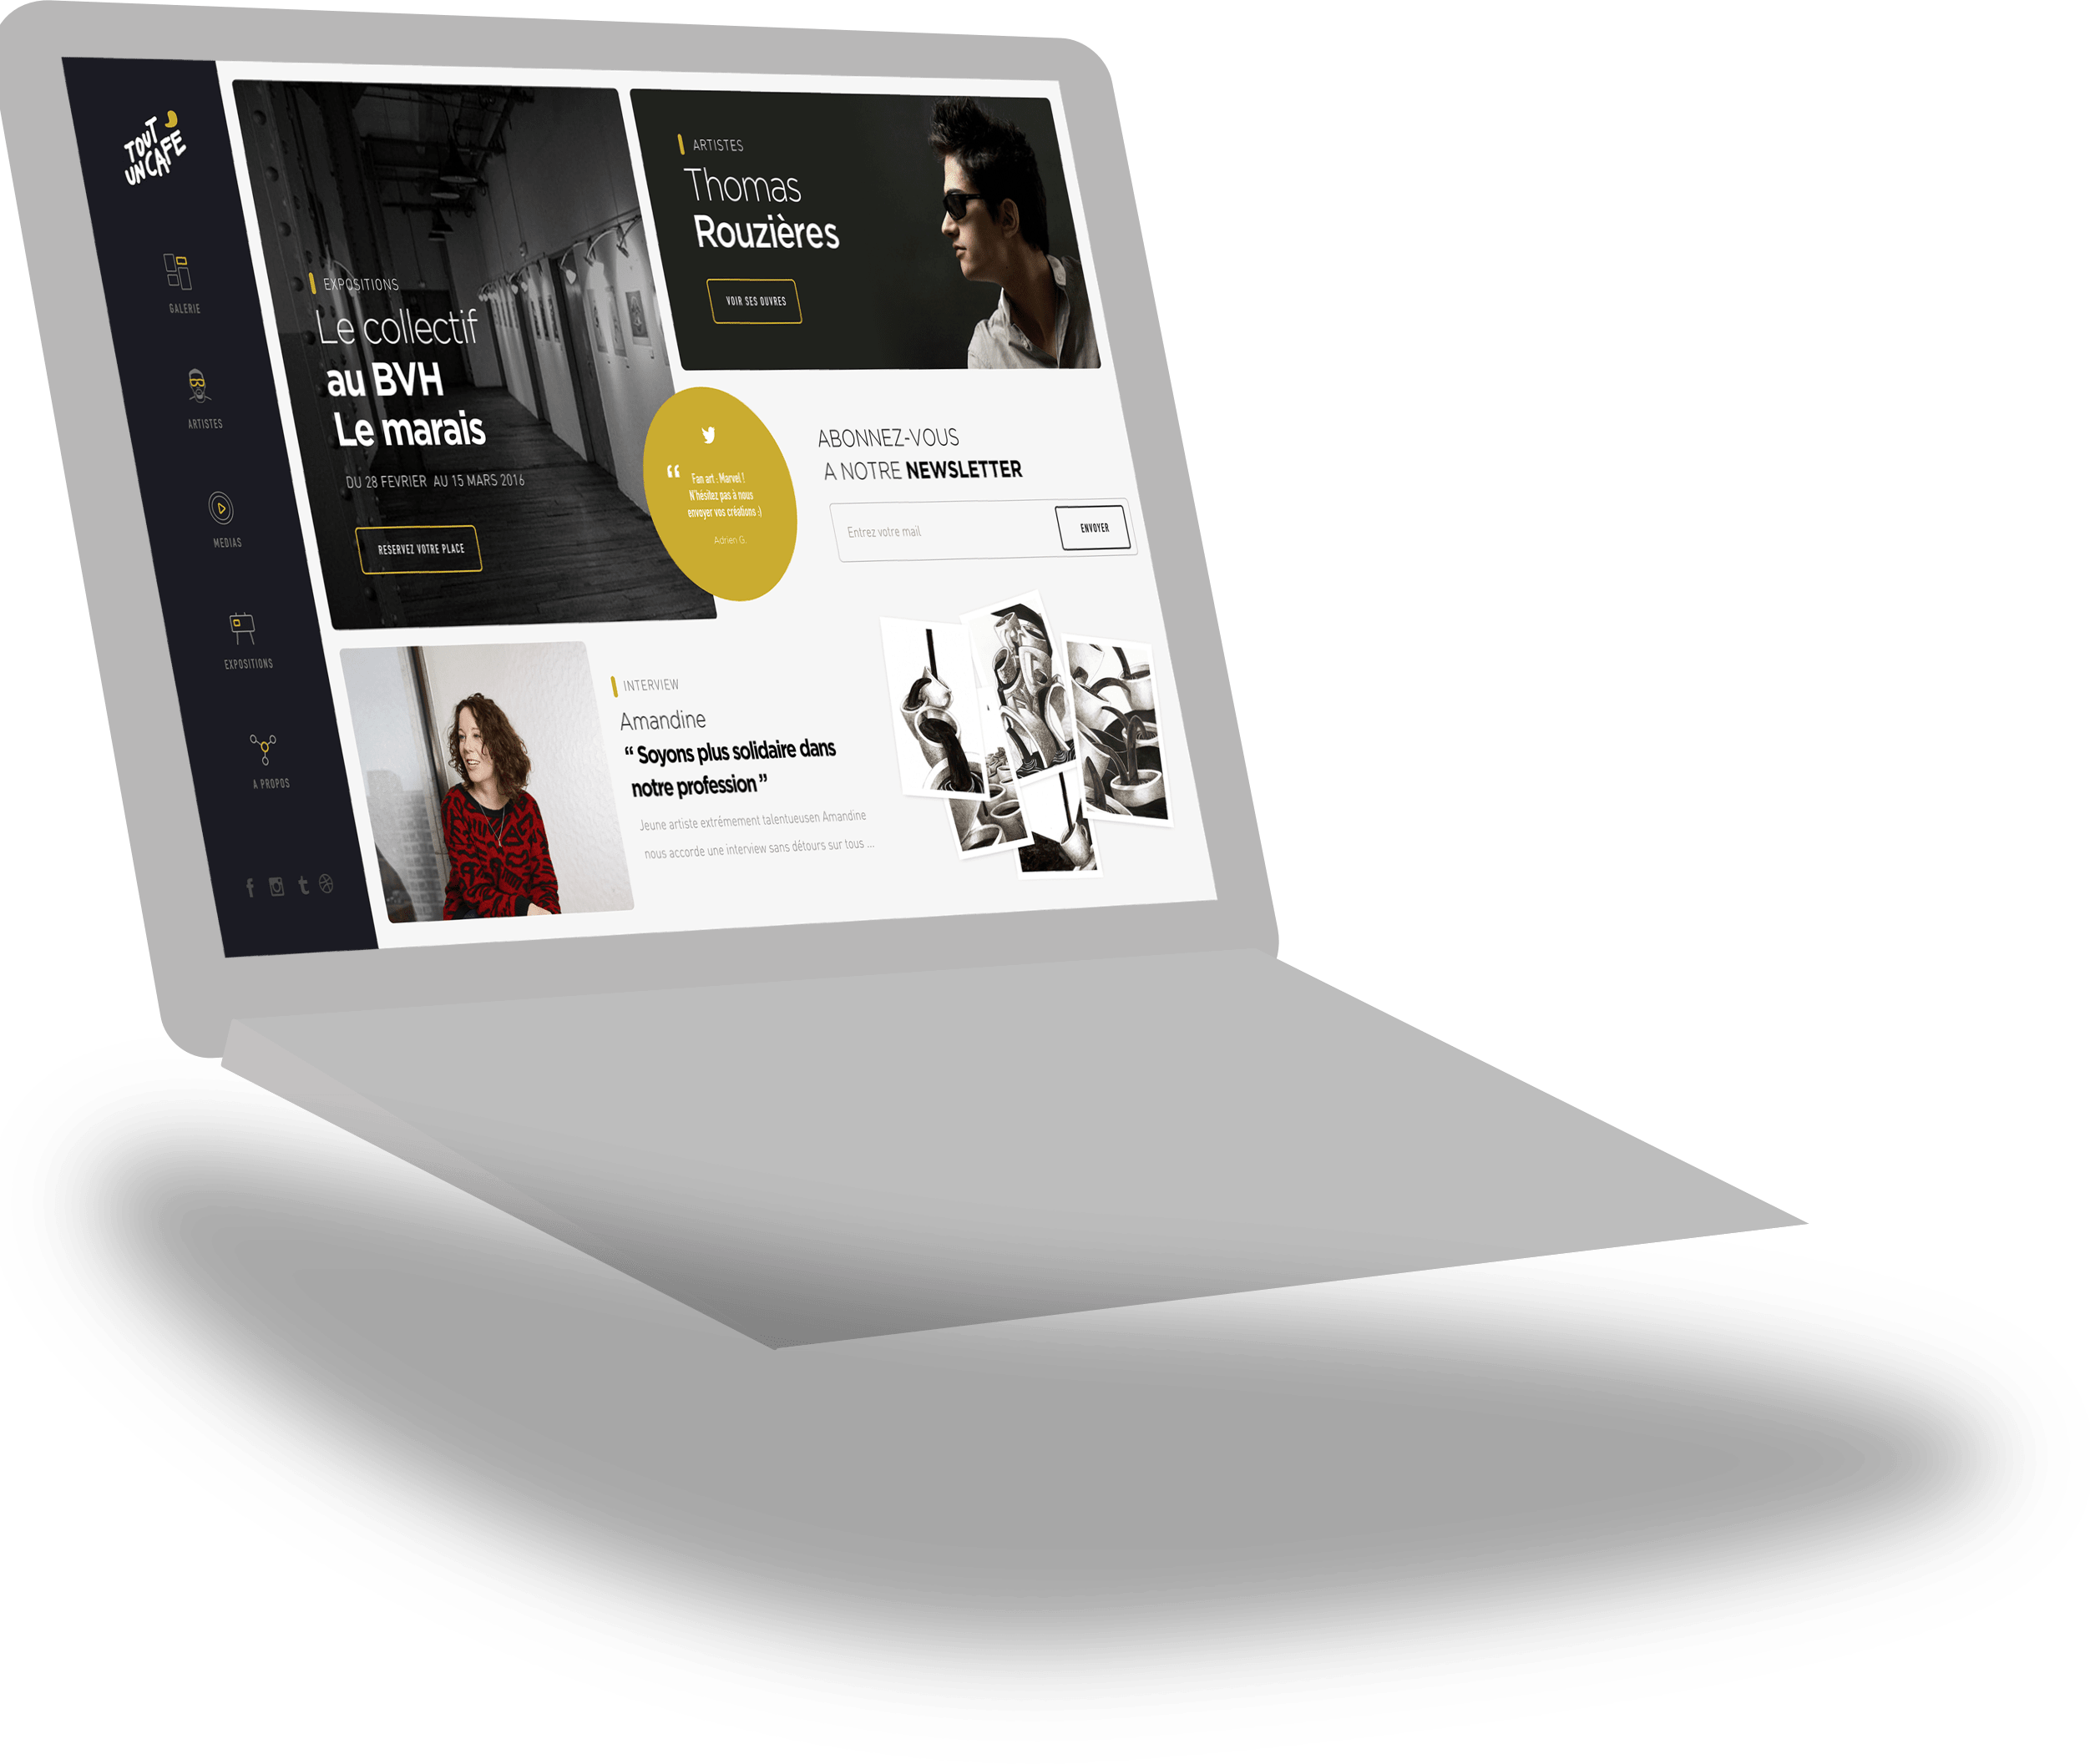 TOUT
UN CAFE
GALERIE
ARTISTES
MEDIAS
EXPOSITIONS
A PROPOS
EXPOSITIONS
Le collectif
au BVH
Le marais
DU 28 FEVRIER AU 15 MARS 2016
RESERVEZ VOTRE PLACE
ARTISTES
Thomas
Rouzières
VOIR SES OUVRES
“ Fan art : Marvel !
N'hésitez pas à nous
envoyer vos créations :)
Adrien G.
ABONNEZ-VOUS
A NOTRE NEWSLETTER
Entrez votre mail
ENVOYER
INTERVIEW
Amandine
“ Soyons plus solidaire dans
notre profession ”
Jeune artiste extrémement talentueusen Amandine
nous accorde une interview sans détours sur tous ...